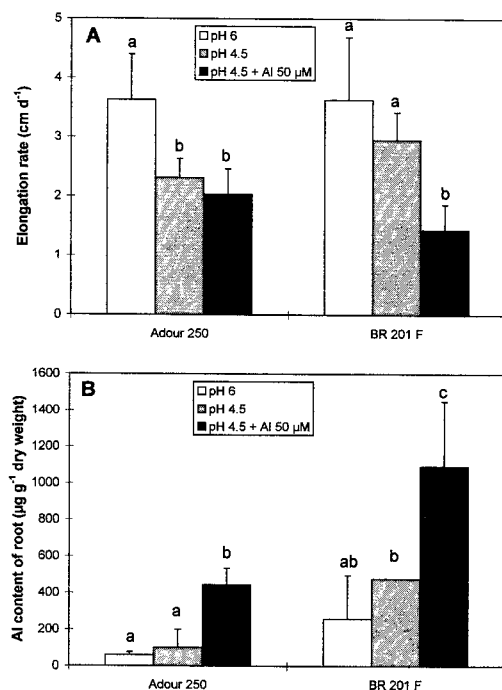 A
pH 6
pH 4.5
pH 4.5 + Al 50 µM
Elongation rate (cm d-1)
5
4
3
2
1
0
a
b
b
a
a
b
Adour 250
BR 201 F
B
pH 6
pH 4.5
pH 4.5 + Al 50 µM
Al content of root (µg g-1 dry weight)
1600
1400
1200
1000
800
600
400
200
0
a
a
b
ab
b
c
Adour 250
BR 201 F